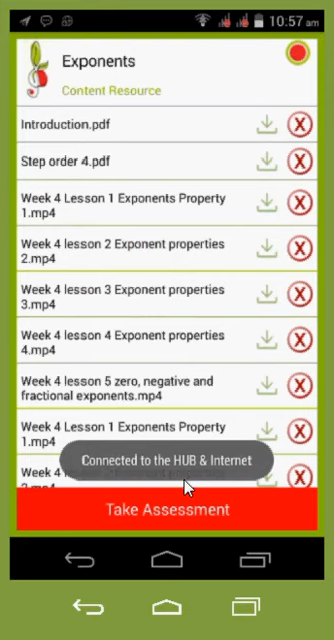 10:57 am
Exponents
Content Resource
Introduction.pdf
X
Step order 4.pdf
X
Week 4 Lesson 1 Exponents Property
1.mp4
X
Week 4 lesson 2 Exponent properties
2.mp4
X
Week 4 lesson 3 Exponent properties
3.mp4
X
Week 4 lesson 4 Exponent properties
4.mp4
X
Week 4 lesson 5 zero, negative and
fractional exponents.mp4
X
Week 4 Lesson 1 Exponents Property
1.mp4
X
Connected to the HUB & Internet
Week 4
X
Take Assessment